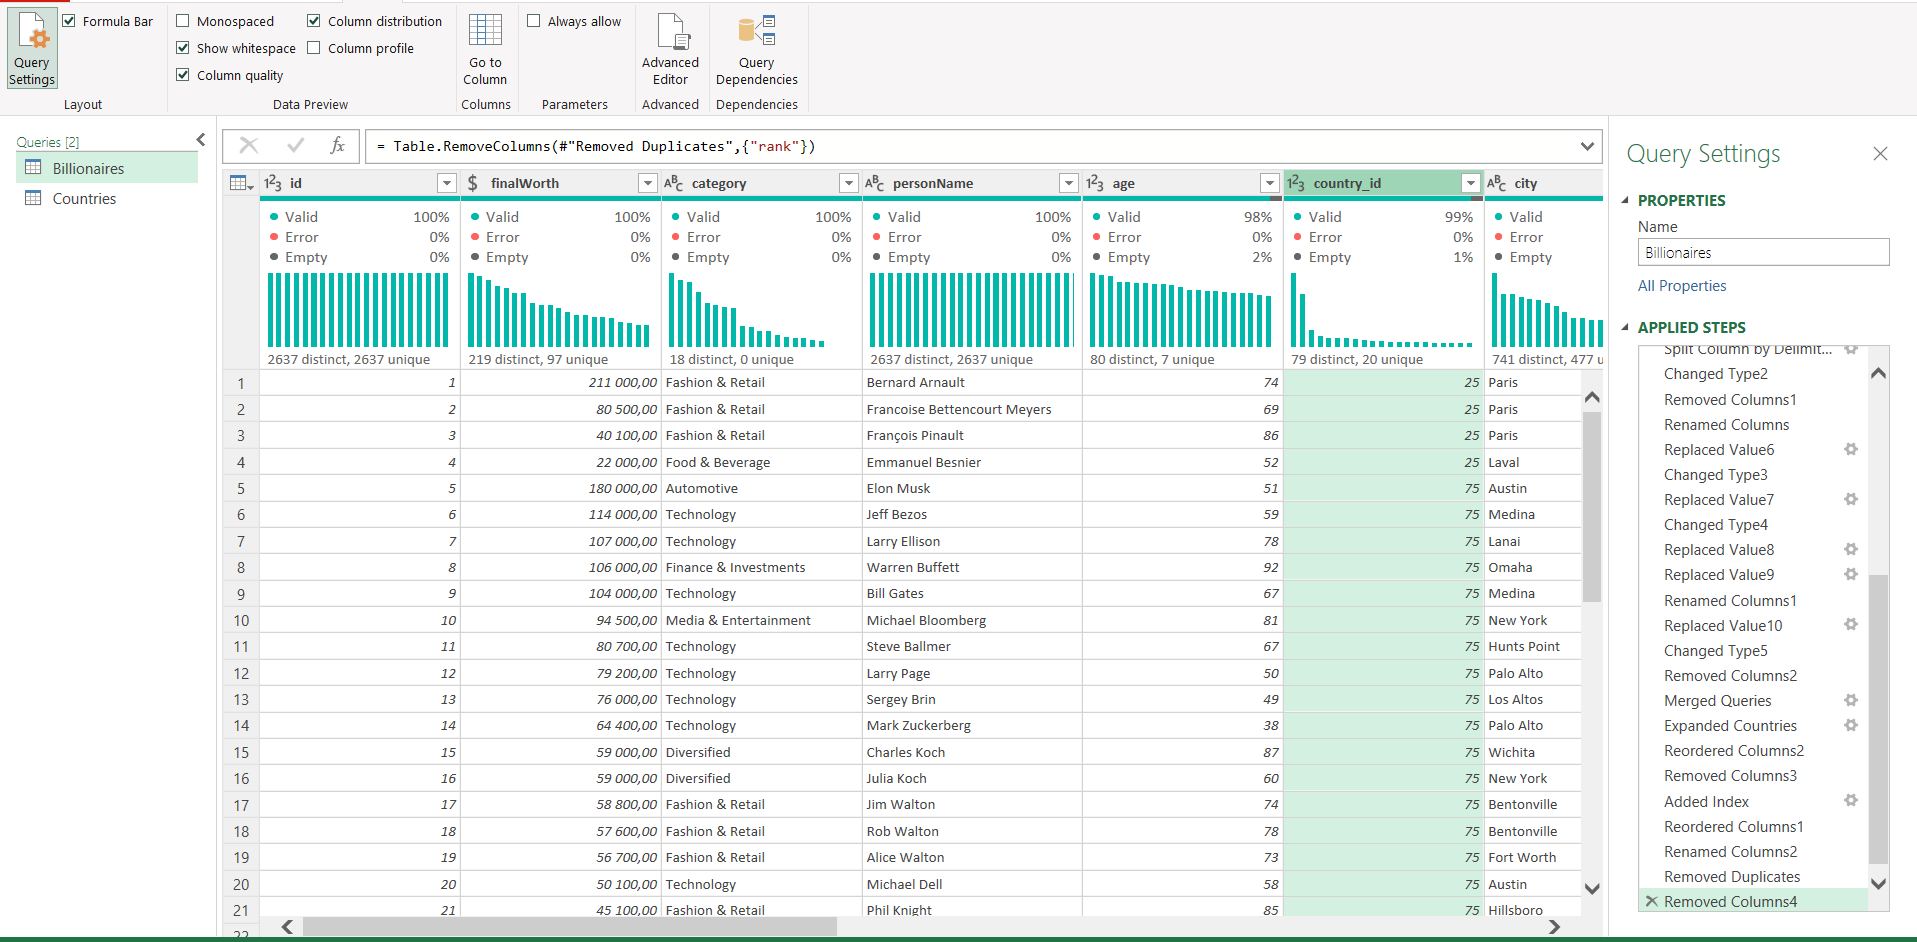 Formula Bar
Monospaced
Column distribution
Always allow
Show whitespace
Column profile
Column quality
Query Settings
Go to Column
Advanced Editor
Query Dependencies
Layout
Data Preview
Columns
Parameters
Advanced
Dependencies
Queries [2]
Billionaires
Countries
fx
= Table.RemoveColumns(#"Removed Duplicates",{"rank"})
1²3 id $ finalWorth ABC category ABC personName 1²3 age 1²3 country_id ABC city
Valid 100% Valid 100% Valid 100% Valid 100% Valid 98% Valid 99% Valid
Error 0% Error 0% Error 0% Error 0% Error 0% Error 0% Error
Empty 0% Empty 0% Empty 0% Empty 0% Empty 2% Empty 1% Empty
2637 distinct, 2637 unique 219 distinct, 97 unique 18 distinct, 0 unique 2637 distinct, 2637 unique 80 distinct, 7 unique 79 distinct, 20 unique 741 distinct, 477 u
1 1 211 000,00 Fashion & Retail Bernard Arnault 74 25 Paris
2 2 80 500,00 Fashion & Retail Francoise Bettencourt Meyers 69 25 Paris
3 3 40 100,00 Fashion & Retail François Pinault 86 25 Paris
4 4 22 000,00 Food & Beverage Emmanuel Besnier 52 25 Laval
5 5 180 000,00 Automotive Elon Musk 51 75 Austin
6 6 114 000,00 Technology Jeff Bezos 59 75 Medina
7 7 107 000,00 Technology Larry Ellison 78 75 Lanai
8 8 106 000,00 Finance & Investments Warren Buffett 92 75 Omaha
9 9 104 000,00 Technology Bill Gates 67 75 Medina
10 10 94 500,00 Media & Entertainment Michael Bloomberg 81 75 New York
11 11 80 700,00 Technology Steve Ballmer 67 75 Hunts Point
12 12 79 200,00 Technology Larry Page 50 75 Palo Alto
13 13 76 000,00 Technology Sergey Brin 49 75 Los Altos
14 14 64 400,00 Technology Mark Zuckerberg 38 75 Palo Alto
15 15 59 000,00 Diversified Charles Koch 87 75 Wichita
16 16 59 000,00 Diversified Julia Koch 60 75 New York
17 17 58 800,00 Fashion & Retail Jim Walton 74 75 Bentonville
18 18 57 600,00 Fashion & Retail Rob Walton 78 75 Bentonville
19 19 56 700,00 Fashion & Retail Alice Walton 73 75 Fort Worth
20 20 50 100,00 Technology Michael Dell 58 75 Austin
21 21 45 100,00 Fashion & Retail Phil Knight 85 75 Hillsboro
22
Query Settings
PROPERTIES
Name
Billionaires
All Properties
APPLIED STEPS
Split Column by Delimit...
Changed Type2
Removed Columns1
Renamed Columns
Replaced Value6
Changed Type3
Replaced Value7
Changed Type4
Replaced Value8
Replaced Value9
Renamed Columns1
Replaced Value10
Changed Type5
Removed Columns2
Merged Queries
Expanded Countries
Reordered Columns2
Removed Columns3
Added Index
Reordered Columns1
Renamed Columns2
Removed Duplicates
Removed Columns4